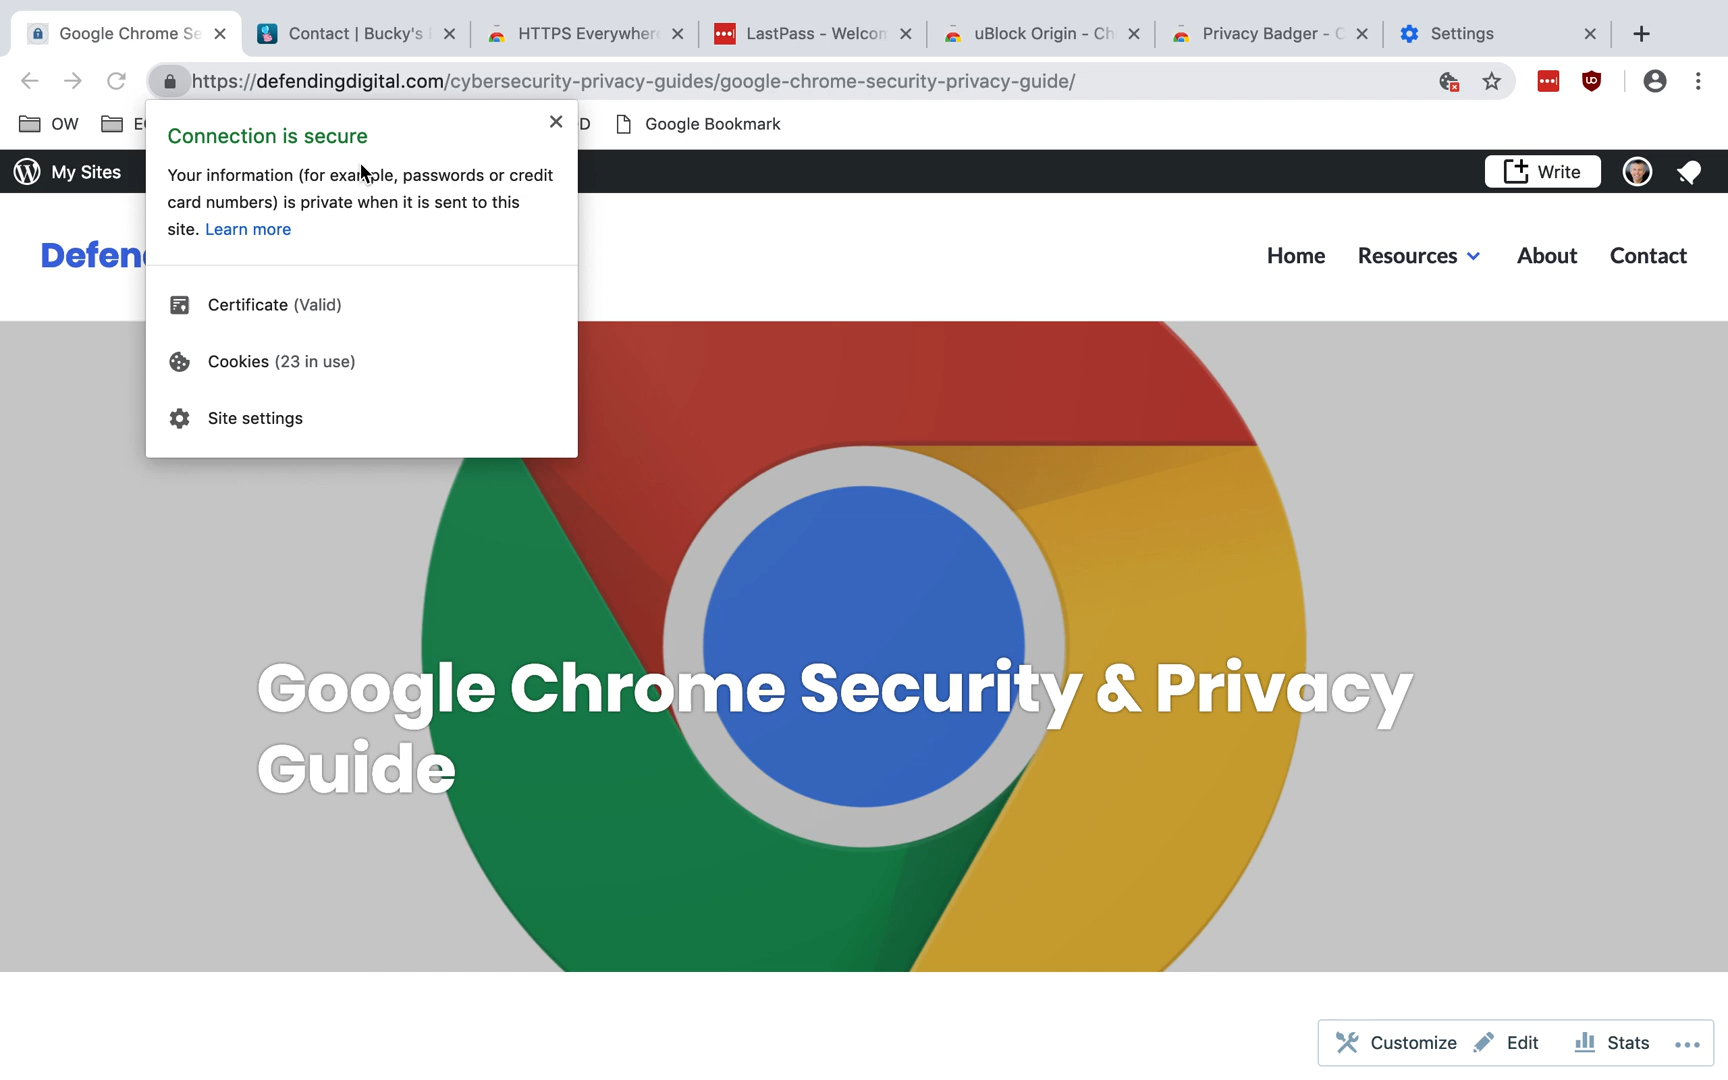 Google Chrome Se
Contact | Bucky's
HTTPS Everywher
LastPass - Welcom
uBlock Origin - Ch
Privacy Badger - C
Settings
https://defendingdigital.com/cybersecurity-privacy-guides/google-chrome-security-privacy-guide/
OW
D
Google Bookmark
Connection is secure
Your information (for example, passwords or credit
card numbers) is private when it is sent to this
site. Learn more
Certificate (Valid)
Cookies (23 in use)
Site settings
My Sites
Write
Defen
Home
Resources
About
Contact
Google Chrome Security & Privacy
Guide
Customize
Edit
Stats